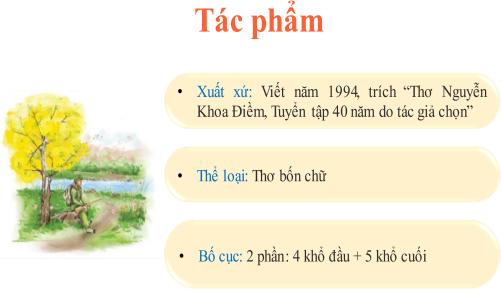 Tác phẩm
• Xuất xứ: Viết năm 1994, trích “Thơ Nguyễn
Khoa Điềm, Tuyển tập 40 năm do tác giả chọn”
• Thể loại: Thơ bốn chữ
• Bố cục: 2 phần: 4 khổ đầu + 5 khổ cuối